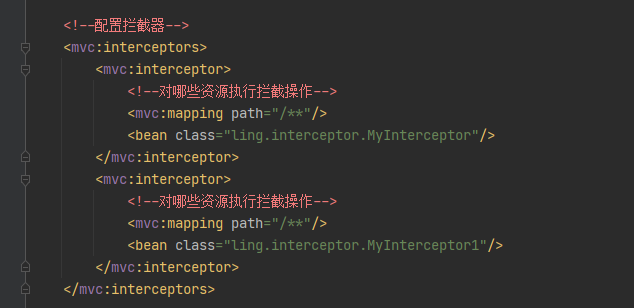 <!--配置拦截器-->
<mvc:interceptors>
<mvc:interceptor>
<!--对哪些资源执行拦截操作-->
<mvc:mapping path="/**"/>
<bean class="ling.interceptor.MyInterceptor"/>
</mvc:interceptor>
<mvc:interceptor>
<!--对哪些资源执行拦截操作-->
<mvc:mapping path="/**"/>
<bean class="ling.interceptor.MyInterceptor1"/>
</mvc:interceptor>
</mvc:interceptors>